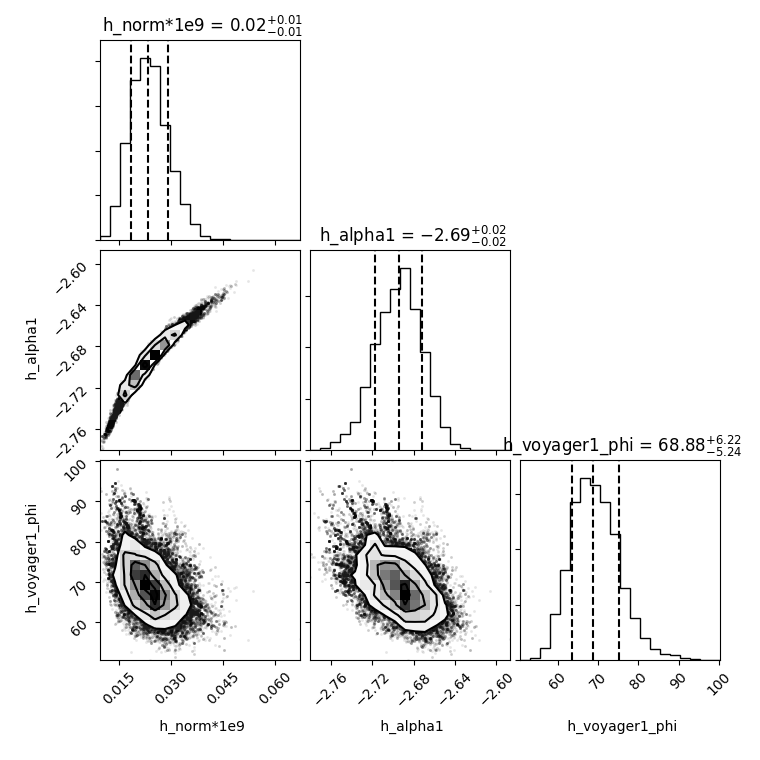 h_norm*1e9 = 0.02+0.01−0.01
h_alpha1 = −2.69+0.02−0.02
−2.60
−2.64
−2.68
−2.72
−2.76
h_alpha1
h_voyager1_phi = 68.88+6.22−5.24
100
90
80
70
60
h_voyager1_phi
0.015 0.030 0.045 0.060
−2.76 −2.72 −2.68 −2.64 −2.60
60 70 80 90 100
h_norm*1e9 h_alpha1 h_voyager1_phi